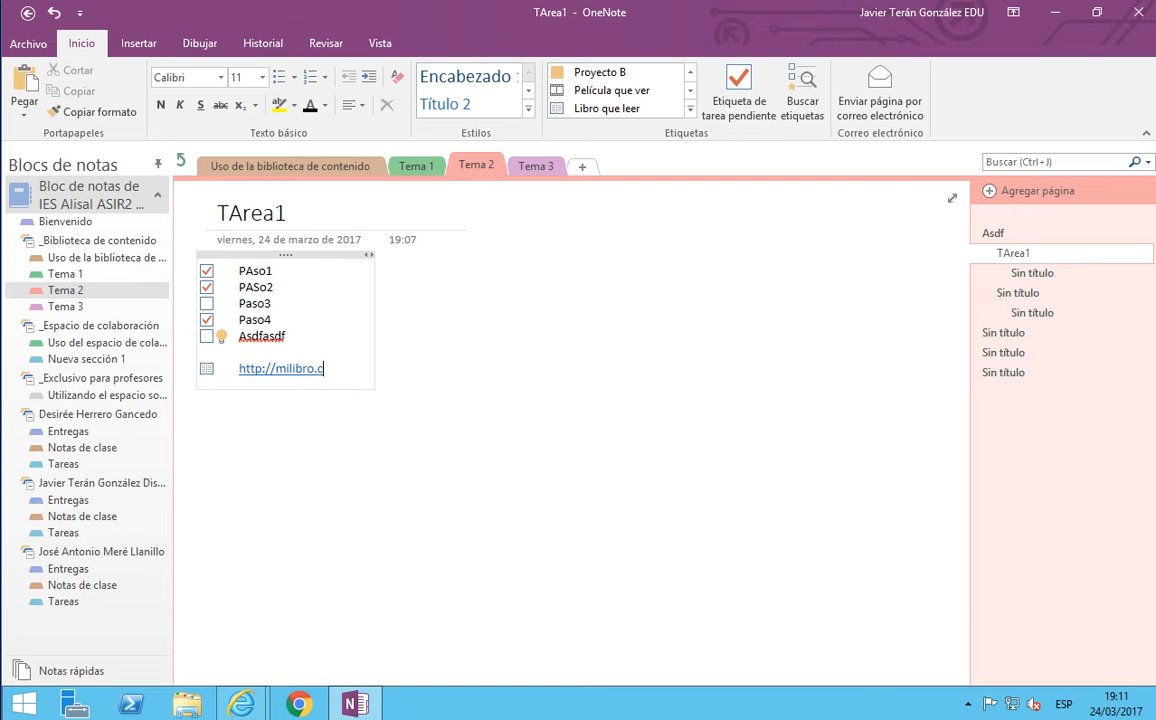 TArea1 - OneNote
Javier Terán González EDU
Archivo
Inicio
Insertar
Dibujar
Historial
Revisar
Vista
Pegar
Cortar
Copiar
Copiar formato
Portapapeles
Calibri
11
N K S abc x₂
A
Texto básico
Encabezado :
Título 2
Estilos
Proyecto B
Película que ver
Libro que leer
Etiqueta de
tarea pendiente
Buscar
etiquetas
Etiquetas
Enviar página por
correo electrónico
Correo electrónico
Blocs de notas
Uso de la biblioteca de contenido
Tema 1
Tema 2
Tema 3
Buscar (Ctrl+J)
Bloc de notas de
IES Alisal ASIR2 ...
Bienvenido
_Biblioteca de contenido
Uso de la biblioteca de ...
Tema 1
Tema 2
Tema 3
_Espacio de colaboración
Uso del espacio de cola...
Nueva sección 1
_Exclusivo para profesores
Utilizando el espacio so...
Desirée Herrero Gancedo
Entregas
Notas de clase
Tareas
Javier Terán González Dis...
Entregas
Notas de clase
Tareas
José Antonio Meré Llanillo
Entregas
Notas de clase
Tareas
Notas rápidas
TArea1
viernes, 24 de marzo de 2017 19:07
PAso1
PASo2
Paso3
Paso4
Asdfasdf
http://milibro.c
Agregar página
Asdf
TArea1
Sin título
Sin título
Sin título
Sin título
Sin título
Sin título
ESP
19:11
24/03/2017